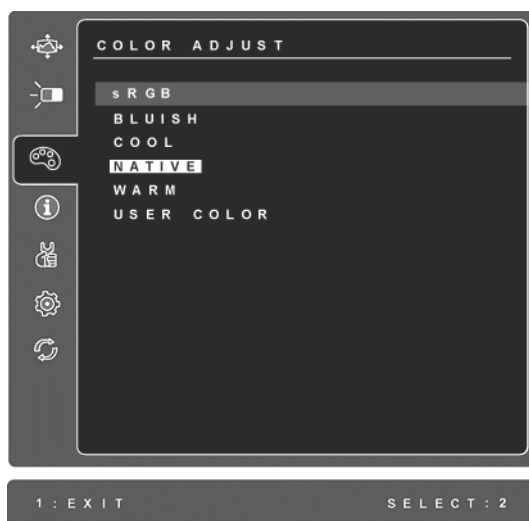 COLOR ADJUST
sRGB
BLUISH
COOL
NATIVE
WARM
USER COLOR
1:EXIT SELECT:2